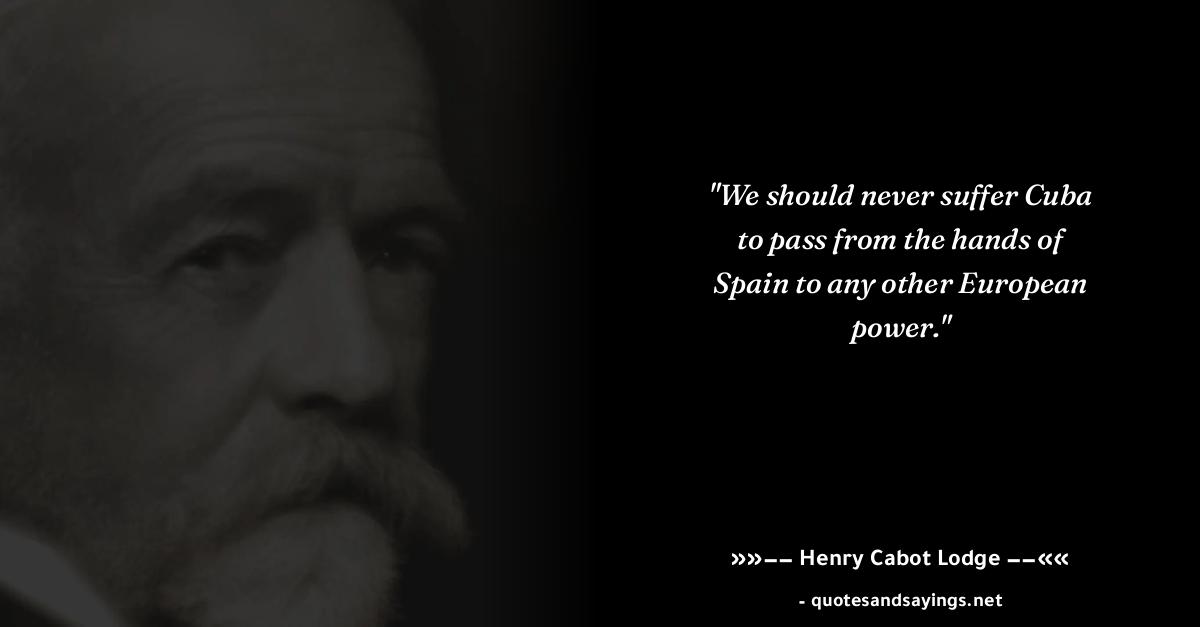 "We should never suffer Cuba
to pass from the hands of
Spain to any other European
power."
»»–– Henry Cabot Lodge ––««
- quotesandsayings.net